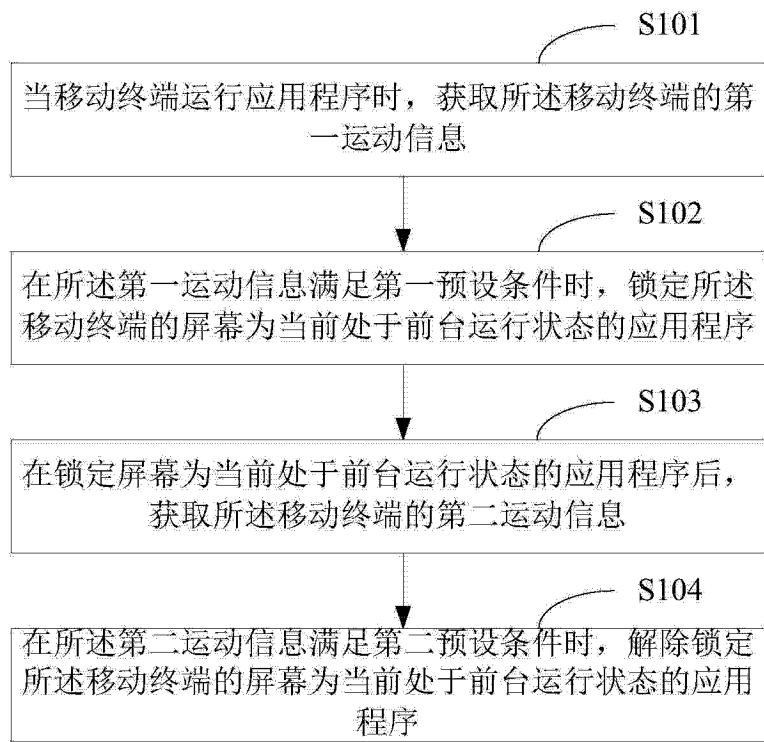 S101
当移动终端运行应用程序时，获取所述移动终端的第
一运动信息
S102
在所述第一运动信息满足第一预设条件时，锁定所述
移动终端的屏幕为当前处于前台运行状态的应用程序
S103
在锁定屏幕为当前处于前台运行状态的应用程序后，
获取所述移动终端的第二运动信息
S104
在所述第二运动信息满足第二预设条件时，解除锁定
所述移动终端的屏幕为当前处于前台运行状态的应用
程序